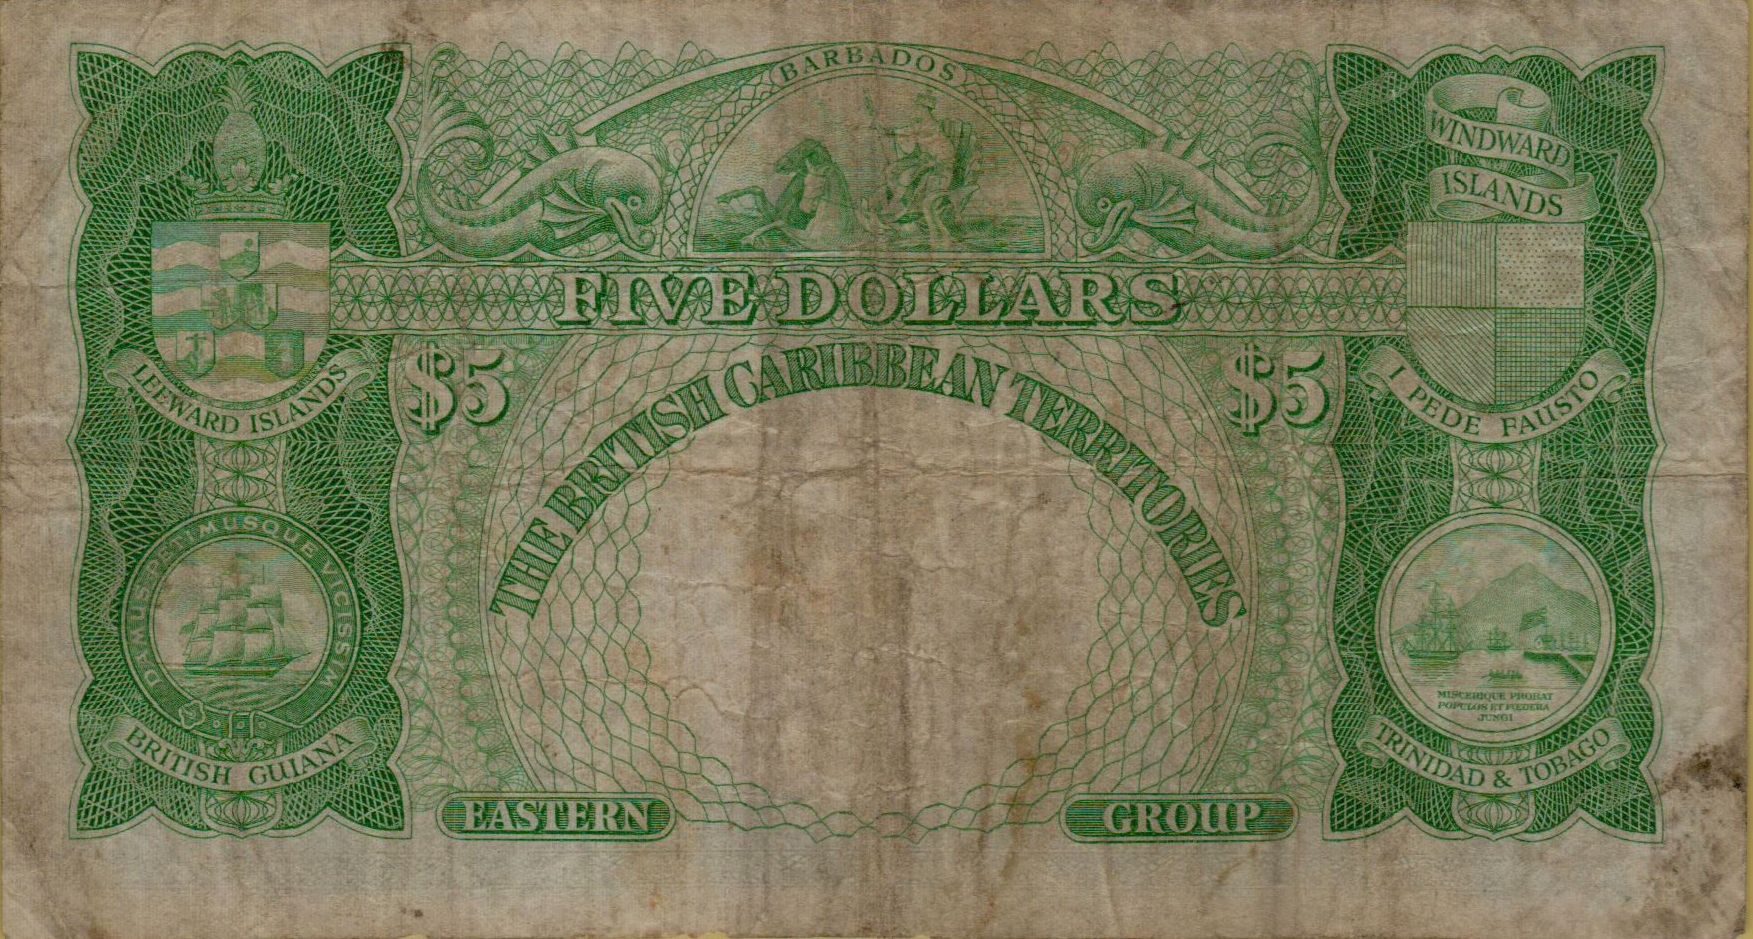 BARBADOS
WINDWARD
ISLANDS
FIVE DOLLARS
$5
$5
THE BRITISH CARIBBEAN TERRITORIES
LEEWARD ISLANDS
I PEDE FAUSTO
DAMUS PETIMUSQUE VICISSIM
BRITISH GUIANA
MISCERIQUE PROBAT
POPULOS ET FŒDERA
JUNGI
TRINIDAD & TOBAGO
EASTERN
GROUP